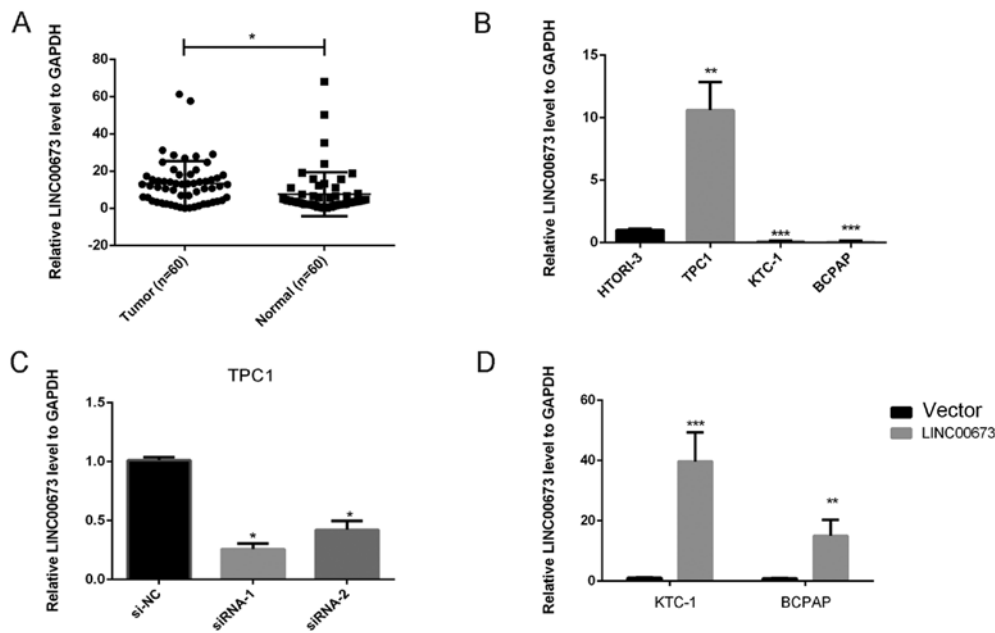 A
Relative LINC00673 level to GAPDH
*
80
60
40
20
0
-20
Tumor (n=60)
Normal (n=60)
B
Relative LINC00673 level to GAPDH
**
***
***
15
10
5
0
HTORI-3
TPC1
KTC-1
BCPAP
C
TPC1
Relative LINC00673 level to GAPDH
1.5
1.0
0.5
0.0
*
*
si-NC
siRNA-1
siRNA-2
D
Relative LINC00673 level to GAPDH
60
40
20
0
***
**
KTC-1
BCPAP
Vector
LINC00673